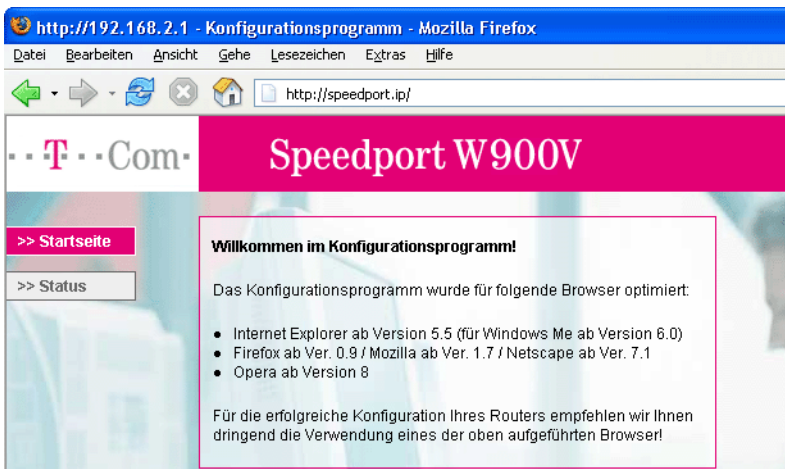 http://192.168.2.1 - Konfigurationsprogramm - Mozilla Firefox
Datei Bearbeiten Ansicht Gehe Lesezeichen Extras Hilfe
http://speedport.ip/
· · T · · Com · Speedport W900V
>> Startseite
>> Status
Willkommen im Konfigurationsprogramm!
Das Konfigurationsprogramm wurde für folgende Browser optimiert:
● Internet Explorer ab Version 5.5 (für Windows Me ab Version 6.0)
● Firefox ab Ver. 0.9 / Mozilla ab Ver. 1.7 / Netscape ab Ver. 7.1
● Opera ab Version 8
Für die erfolgreiche Konfiguration Ihres Routers empfehlen wir Ihnen
dringend die Verwendung eines der oben aufgeführten Browser!